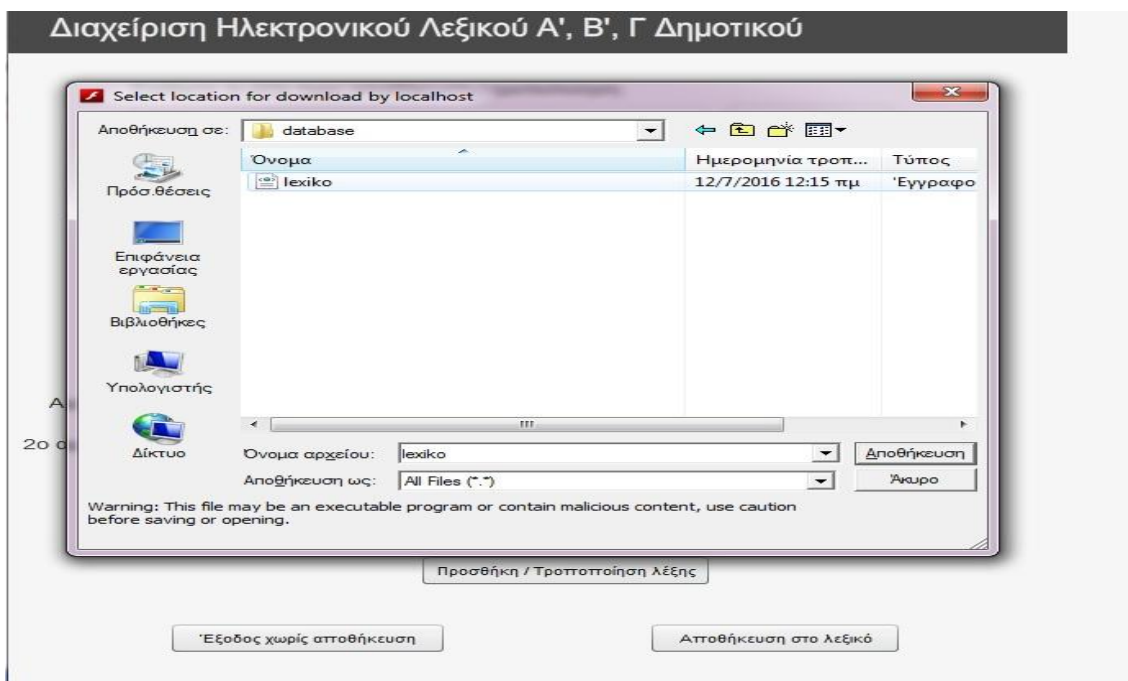 Διαχείριση Ηλεκτρονικού Λεξικού Α', Β', Γ Δημοτικού
Select location for download by localhost
Αποθήκευση σε: database
Όνομα Ημερομηνία τροπ... Τύπος
lexiko 12/7/2016 12:15 πμ Έγγραφο
Πρόσ.θέσεις
Επιφάνεια
εργασίας
Βιβλιοθήκες
Υπολογιστής
Δίκτυο
2ο
Όνομα αρχείου: lexiko Αποθήκευση
Αποθήκευση ως: All Files (*.*) Άκυρο
Warning: This file may be an executable program or contain malicious content, use caution
before saving or opening.
Προσθήκη / Τροποποίηση λέξης
Έξοδος χωρίς αποθήκευση Αποθήκευση στο λεξικό